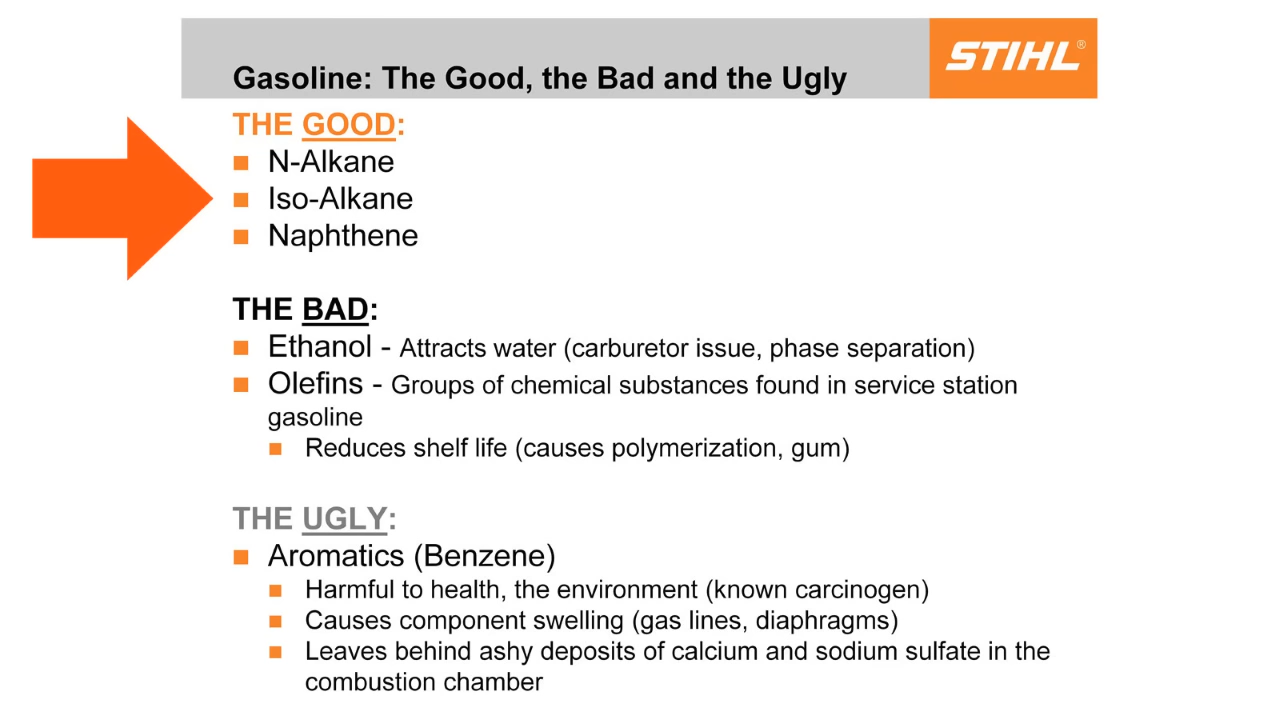 STIHL®
Gasoline: The Good, the Bad and the Ugly
THE GOOD:
N-Alkane
Iso-Alkane
Naphthene
THE BAD:
Ethanol - Attracts water (carburetor issue, phase separation)
Olefins - Groups of chemical substances found in service station
gasoline
Reduces shelf life (causes polymerization, gum)
THE UGLY:
Aromatics (Benzene)
Harmful to health, the environment (known carcinogen)
Causes component swelling (gas lines, diaphragms)
Leaves behind ashy deposits of calcium and sodium sulfate in the
combustion chamber